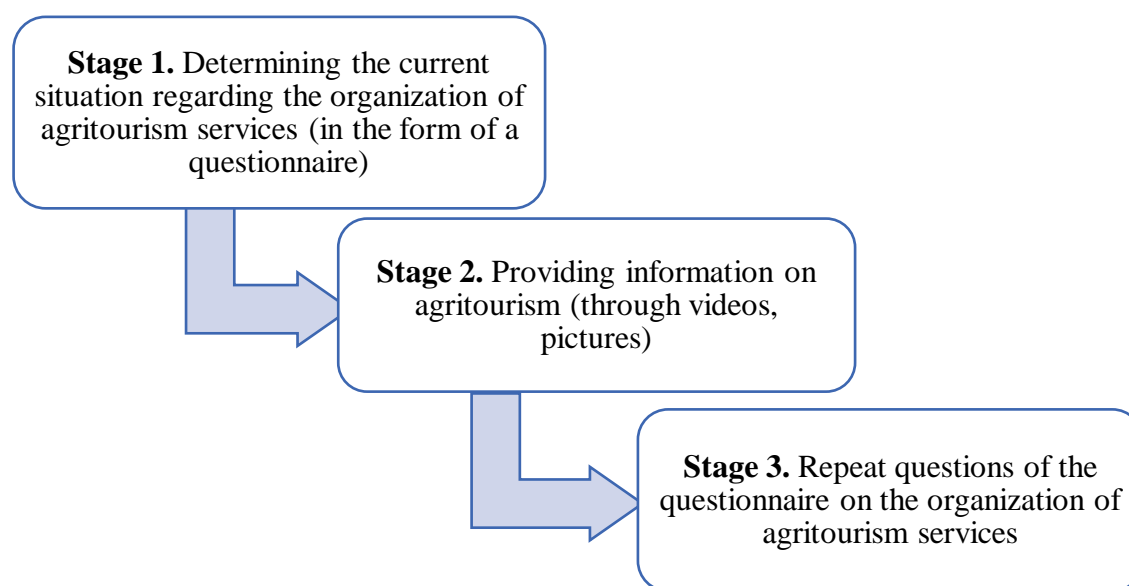 Stage 1. Determining the current
situation regarding the organization of
agritourism services (in the form of a
questionnaire)
Stage 2. Providing information on
agritourism (through videos,
pictures)
Stage 3. Repeat questions of the
questionnaire on the organization of
agritourism services